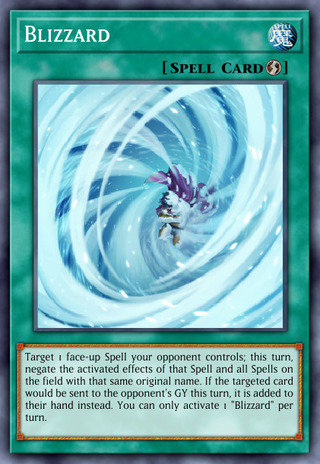 BLIZZARD
[SPELL CARD]
Target 1 face-up Spell your opponent controls; this turn,
negate the activated effects of that Spell and all Spells on
the field with that same original name. If the targeted card
would be sent to the opponent's GY this turn, it is added to
their hand instead. You can only activate 1 "Blizzard" per
turn.